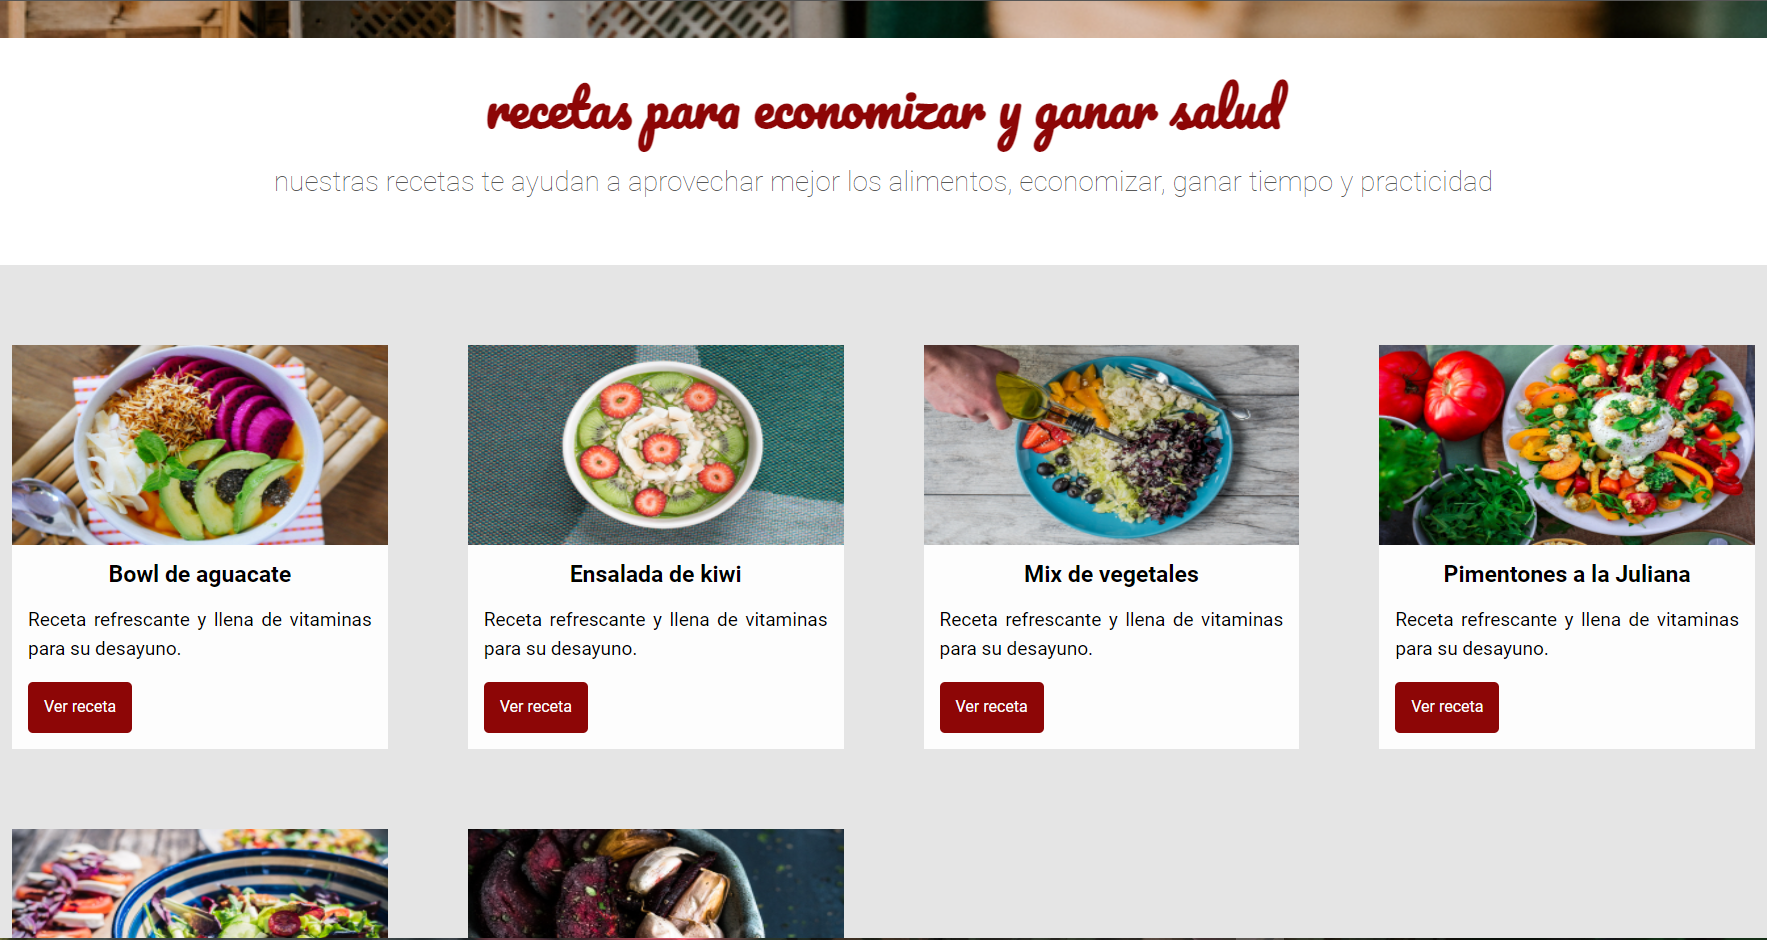 recetas para economizar y ganar salud
nuestras recetas te ayudan a aprovechar mejor los alimentos, economizar, ganar tiempo y practicidad
Bowl de aguacate
Receta refrescante y llena de vitaminas
para su desayuno.
Ver receta
Ensalada de kiwi
Receta refrescante y llena de vitaminas
para su desayuno.
Ver receta
Mix de vegetales
Receta refrescante y llena de vitaminas
para su desayuno.
Ver receta
Pimentones a la Juliana
Receta refrescante y llena de vitaminas
para su desayuno.
Ver receta